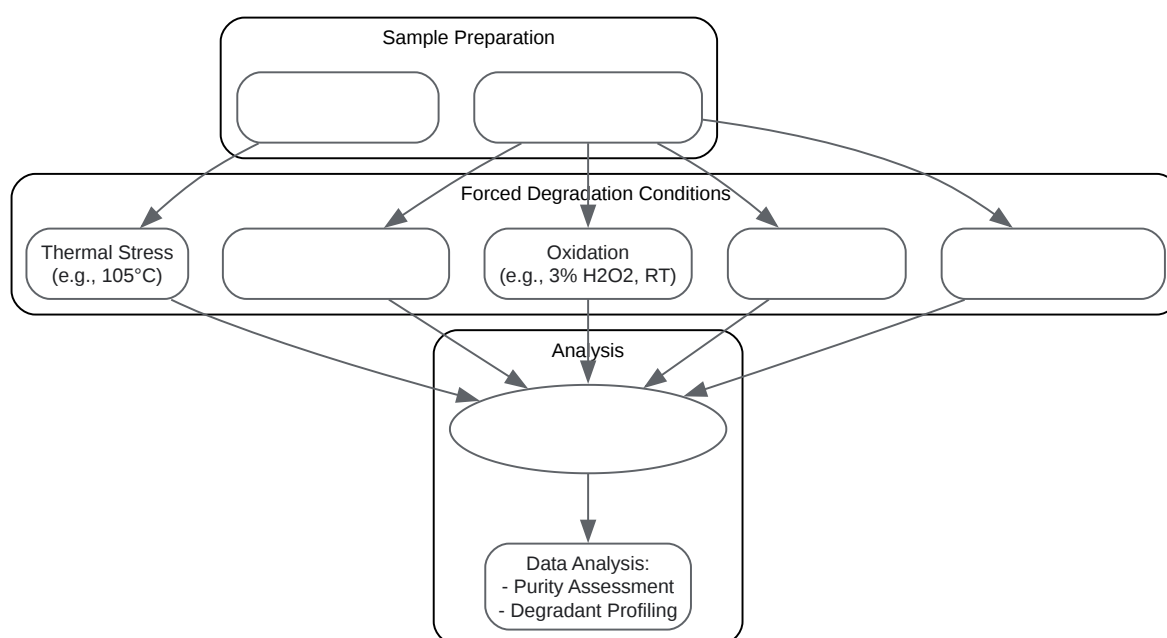 Sample Preparation
Forced Degradation Conditions
Thermal Stress
(e.g., 105°C)
Oxidation
(e.g., 3% H2O2, RT)
Analysis
Data Analysis:
- Purity Assessment
- Degradant Profiling